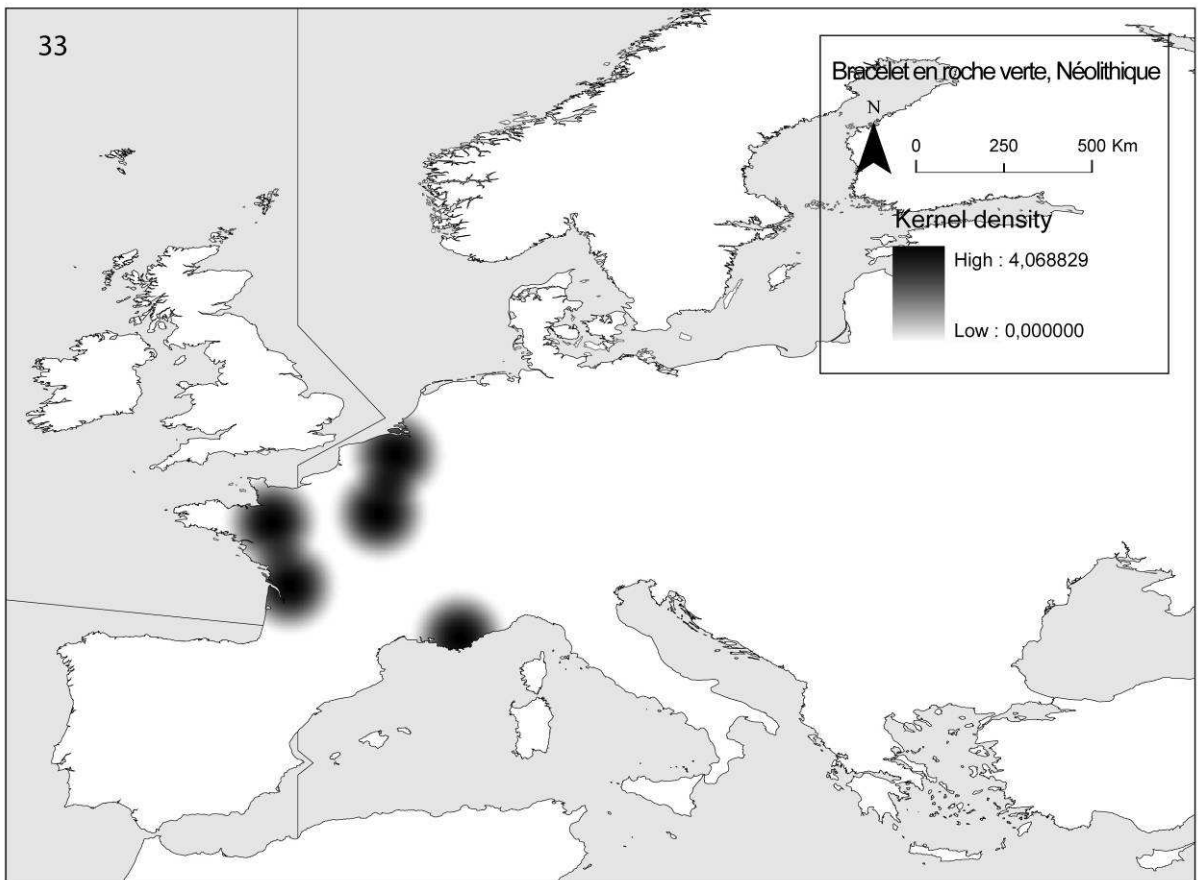 33
Bracelet en roche verte, Néolithique
N
0 250 500 Km
Kernel density
High : 4,068829
Low : 0,000000